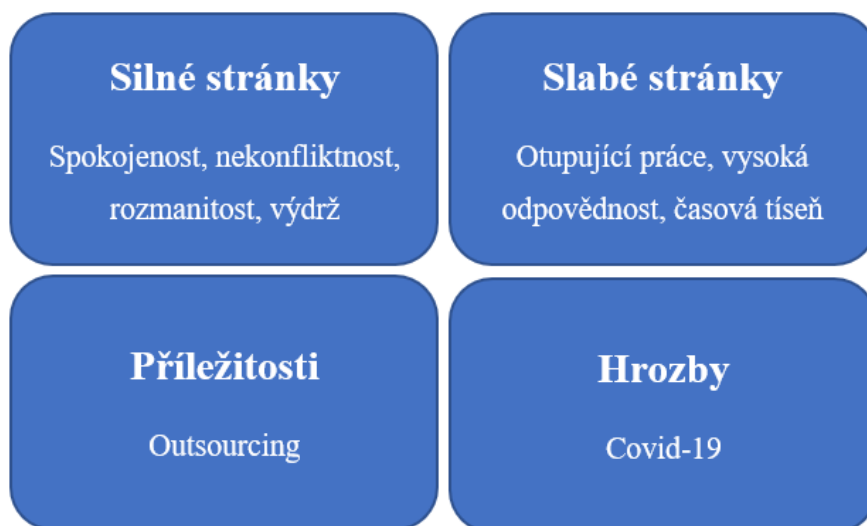 Silné stránky
Spokojenost, nekonfliktnost,
rozmanitost, výdrž
Slabé stránky
Otupující práce, vysoká
odpovědnost, časová tíseň
Příležitosti
Outsourcing
Hrozby
Covid-19